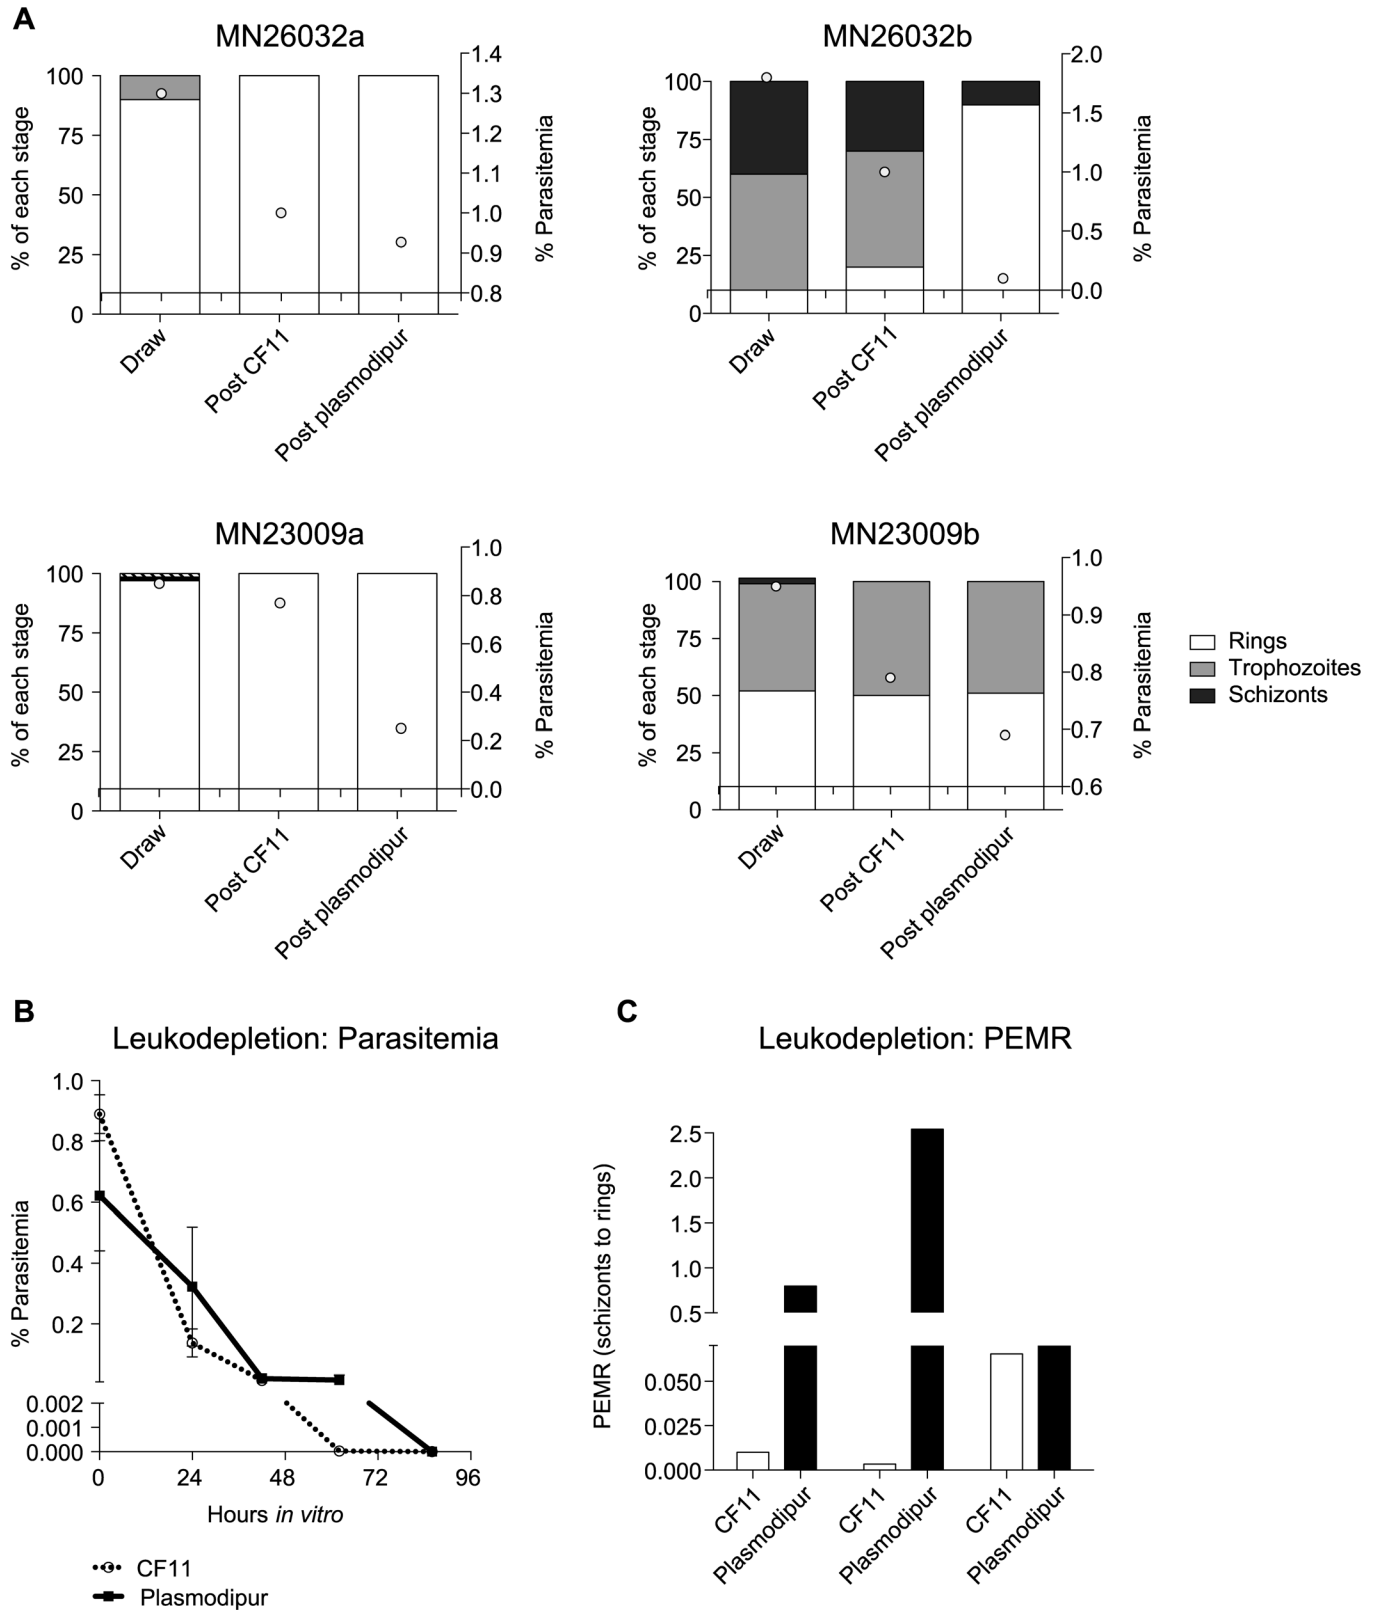 A
MN26032a
% of each stage
100
75
50
25
0
1.4
1.3
1.2
1.1
1.0
0.9
0.8
% Parasitemia
Draw
Post CF11
Post plasmodipur
MN26032b
% of each stage
100
75
50
25
0
2.0
1.5
1.0
0.5
0.0
% Parasitemia
Draw
Post CF11
Post plasmodipur
MN23009a
% of each stage
100
75
50
25
0
1.0
0.8
0.6
0.4
0.2
0.0
% Parasitemia
Draw
Post CF11
Post plasmodipur
MN23009b
% of each stage
100
75
50
25
0
1.0
0.9
0.8
0.7
0.6
% Parasitemia
Draw
Post CF11
Post plasmodipur
Rings
Trophozoites
Schizonts
B
Leukodepletion: Parasitemia
% Parasitemia
1.0
0.8
0.6
0.4
0.2
0.002
0.001
0.000
0 24 48 72 96
Hours in vitro
CF11
Plasmodipur
C
Leukodepletion: PEMR
PEMR (schizonts to rings)
2.5
2.0
1.5
1.0
0.5
0.050
0.025
0.000
CF11
Plasmodipur
CF11
Plasmodipur
CF11
Plasmodipur